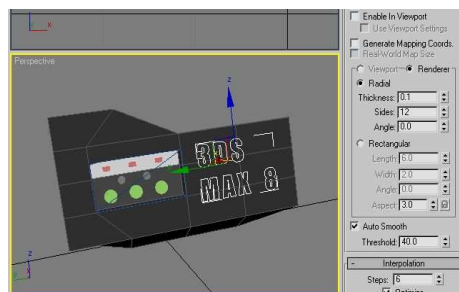 x
Perspective
z
3DS
MAX 8
z
x
Enable In Viewport
Use Viewport Settings
Generate Mapping Coords.
Real-World Map Size
Viewport Renderer
Radial
Thickness: 0.1
Sides: 12
Angle: 0.0
Rectangular
Length: 6.0
Width: 2.0
Angle: 0.0
Aspect: 3.0
Auto Smooth
Threshold: 40.0
- Interpolation
Steps: 6
Optimize